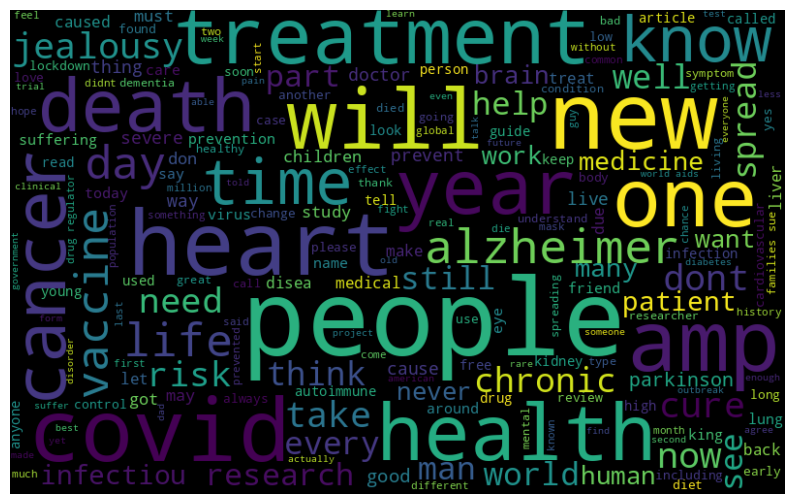 feel
caused
must
treatment
two
learn
bad
article
test
called
jealousy
found
week
know
low
without
lockdown
thing
soon
start
part
person
brain
treat
common
symptom
love
care
doctor
well
getting
less
trial
didnt
dementia
another
pain
condition
spread
death
able
will
new
everyone
hope
died
even
help
case
look
going
global
talk
guy
yes
suffering
severe
prevention
guide
healthy
children
prevent
work
keep
future
medicine
living
read
day
don
time
effect
year
body
world aids
one
clinical
say
million
thank
told
tell
live
due
chance
liver
cancer
today
way
virus
change
study
right
understand
mask
families sue
cardiovascular
drug regulator
population
something
please
real
die
infection
diabetes
government
vaccine
heart
name
make
old
alzheimer
want
used
great
call
disea
medical
still
many
dont
young
need
eye
friend
form
last
people
spreading
researcher
history
disorder
life
said
project
use
someone
patient
amp
first
prevented
come
rare
enough
let
risk
think
cause
free
kidney
type
suffer
may
autoimmune
never
drug
review
chronic
parkinson
outbreak
long
best
control
got
always
american
around
high
month
cure
lung
anyone
yet
covid
dad
take
health
mental
known
find
second
king
agree
back
made
actually
every
world
human
now
see
much
infectiou
research
good
man
different
including
diet
early